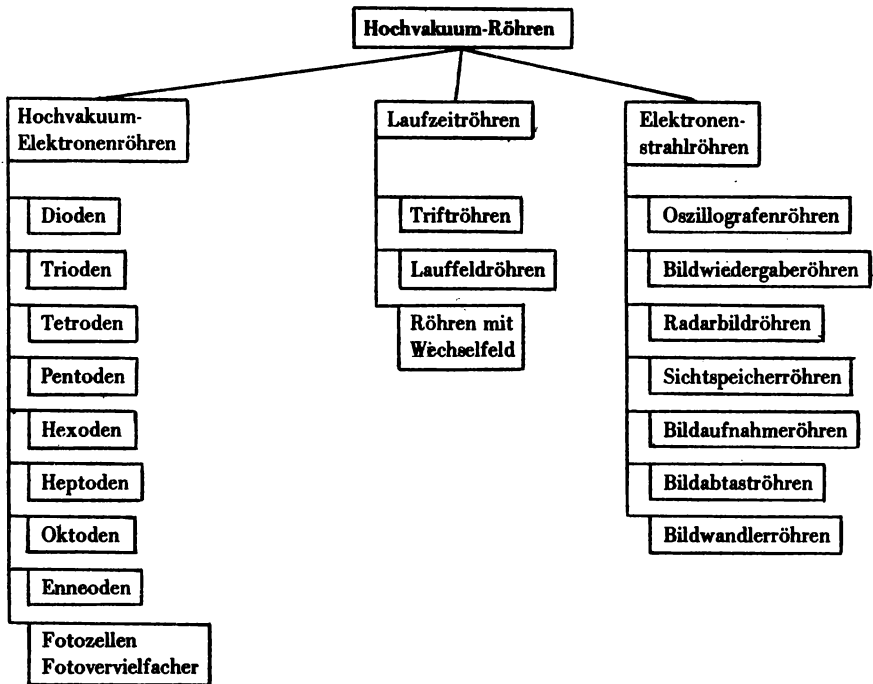 Hochvakuum-Röhren
Hochvakuum-
Elektronenröhren
Dioden
Trioden
Tetroden
Pentoden
Hexoden
Heptoden
Oktoden
Enneoden
Fotozellen
Fotovervielfacher
Laufzeitröhren
Triftröhren
Lauffeldröhren
Röhren mit
Wechselfeld
Elektronen-
strahlröhren
Oszillografenröhren
Bildwiedergaberöhren
Radarbildröhren
Sichtspeicherröhren
Bildaufnahmeröhren
Bildabtaströhren
Bildwandlerröhren